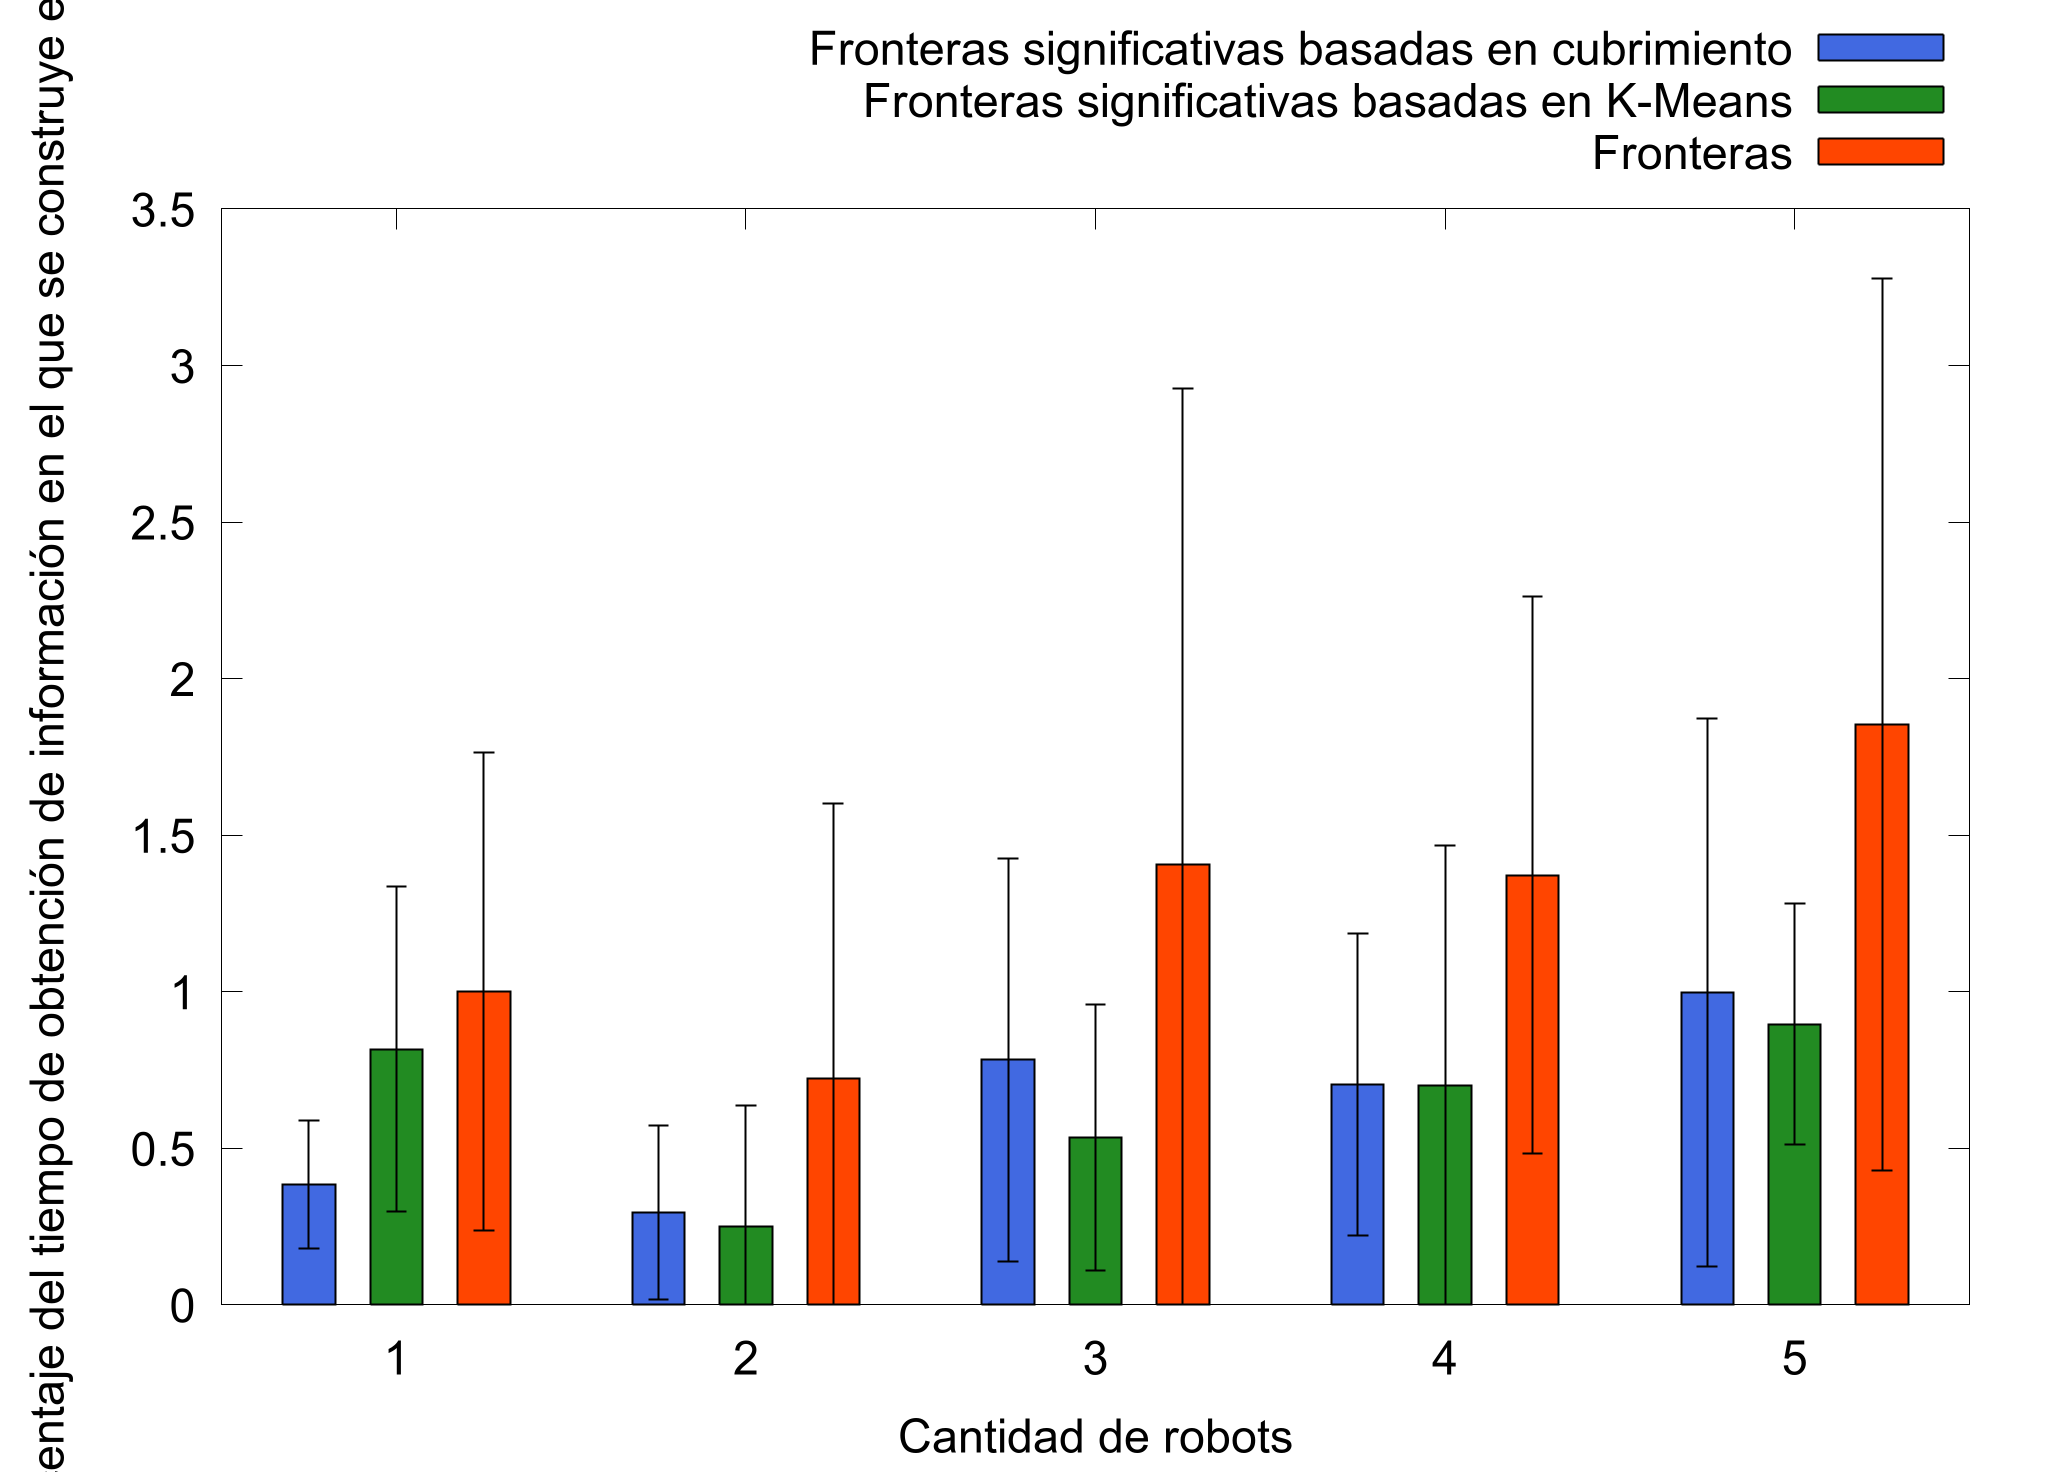 Fronteras significativas basadas en cubrimiento
Fronteras significativas basadas en K-Means
Fronteras
3.5
3
2.5
2
1.5
1
0.5
0
1 2 3 4 5
Cantidad de robots
del tiempo de obtención de información en el que se construye